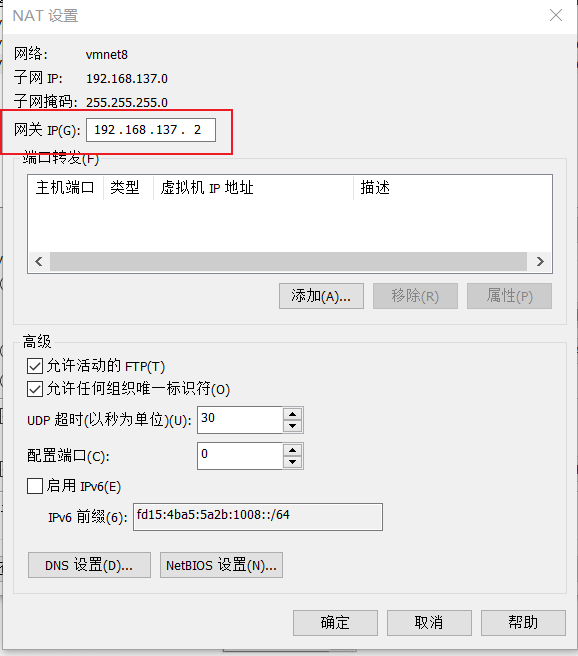 NAT 设置
网络: vmnet8
子网 IP: 192.168.137.0
子网掩码: 255.255.255.0
网关 IP(G): 192.168.137. 2
端口转发(F)
主机端口 类型 虚拟机 IP 地址 描述
添加(A)... 移除(R) 属性(P)
高级
允许活动的 FTP(T)
允许任何组织唯一标识符(O)
UDP 超时(以秒为单位)(U): 30
配置端口(C): 0
启用 IPv6(E)
IPv6 前缀(6): fd15:4ba5:5a2b:1008::/64
DNS 设置(D)... NetBIOS 设置(N)...
确定 取消 帮助